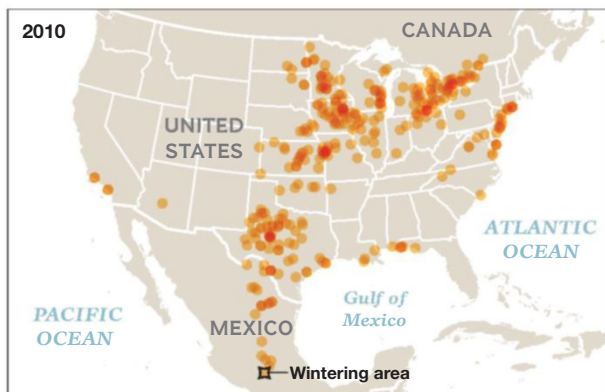 2010
CANADA
UNITED
STATES
ATLANTIC
OCEAN
PACIFIC
OCEAN
Gulf of
Mexico
MEXICO
Wintering area